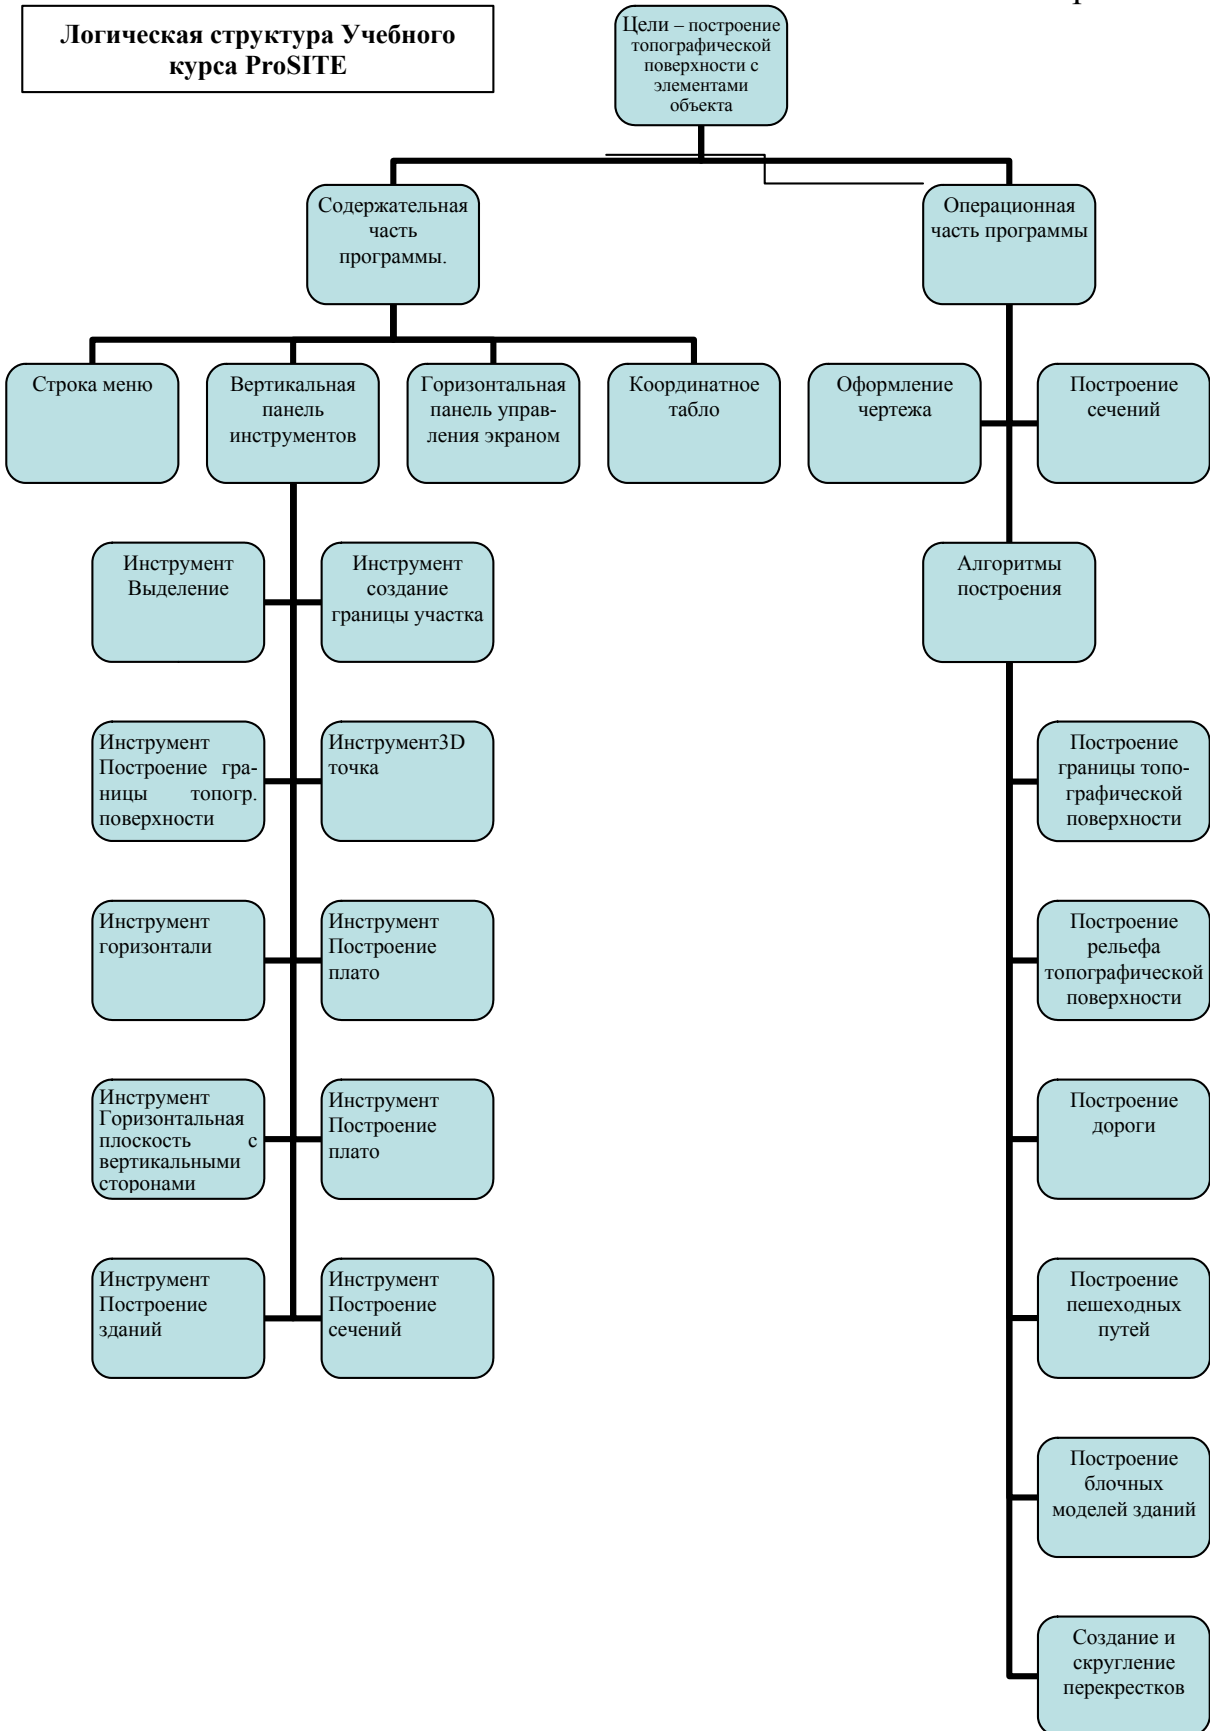 Логическая структура Учебного
курса ProSITE
Цели – построение
топографической
поверхности с
элементами
объекта
Содержательная
часть
программы.
Операционная
часть программы
Строка меню
Вертикальная
панель
инструментов
Горизонтальная
панель управ-
ления экраном
Координатное
табло
Оформление
чертежа
Построение
сечений
Инструмент
Выделение
Инструмент
создание
границы участка
Алгоритмы
построения
Инструмент
Построение гра-
ницы топогр.
поверхности
Инструмент3D
точка
Построение
границы топо-
графической
поверхности
Инструмент
горизонтали
Инструмент
Построение
плато
Построение
рельефа
топографической
поверхности
Инструмент
Горизонтальная
плоскость с
вертикальными
сторонами
Инструмент
Построение
плато
Построение
дороги
Инструмент
Построение
зданий
Инструмент
Построение
сечений
Построение
пешеходных
путей
Построение
блочных
моделей зданий
Создание и
скругление
перекрестков